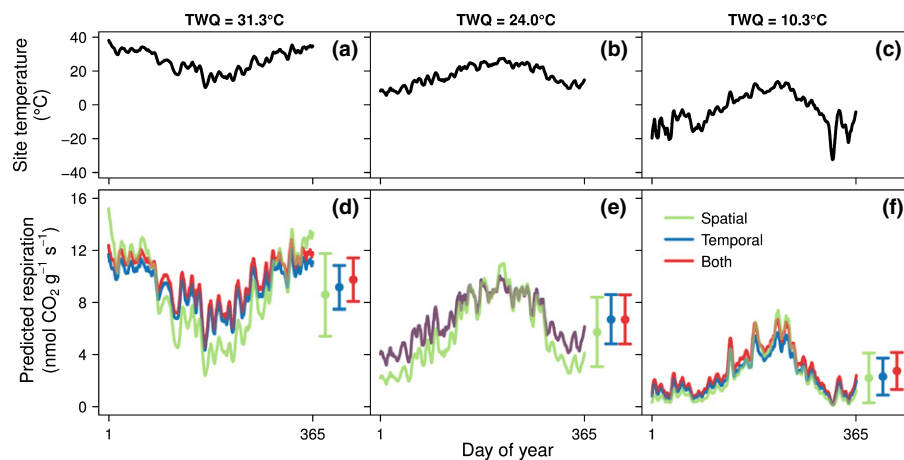 TWQ = 31.3°C
TWQ = 24.0°C
TWQ = 10.3°C
Site temperature
(°C)
40
20
0
−20
−40
(a)
(b)
(c)
Predicted respiration
(nmol CO₂ g⁻¹ s⁻¹)
16
12
8
4
0
(d)
(e)
(f)
Spatial
Temporal
Both
1
365
1
365
1
365
Day of year